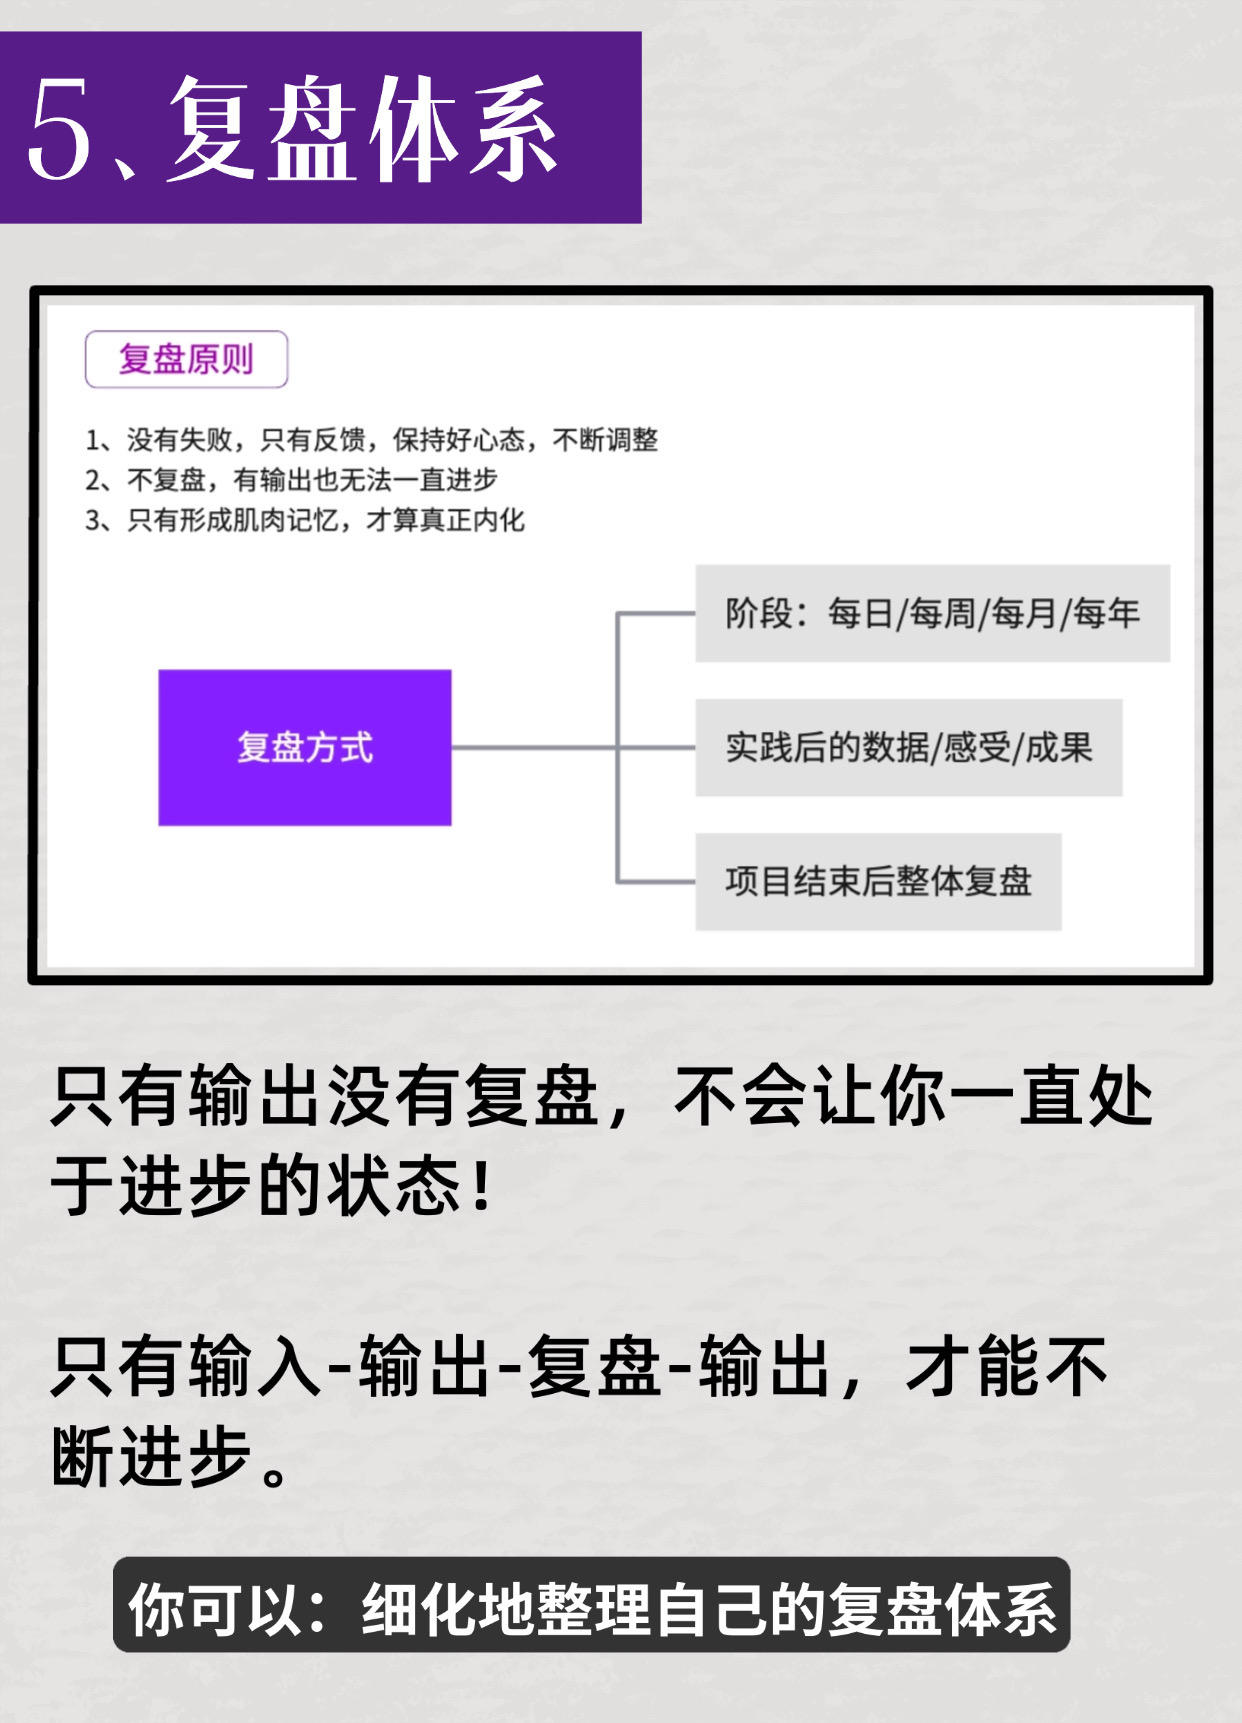 5、复盘体系
复盘原则
1、没有失败，只有反馈，保持好心态，不断调整
2、不复盘，有输出也无法一直进步
3、只有形成肌肉记忆，才算真正内化
复盘方式
阶段：每日/每周/每月/每年
实践后的数据/感受/成果
项目结束后整体复盘
只有输出没有复盘，不会让你一直处
于进步的状态！
只有输入-输出-复盘-输出，才能不
断进步。
你可以：细化地整理自己的复盘体系